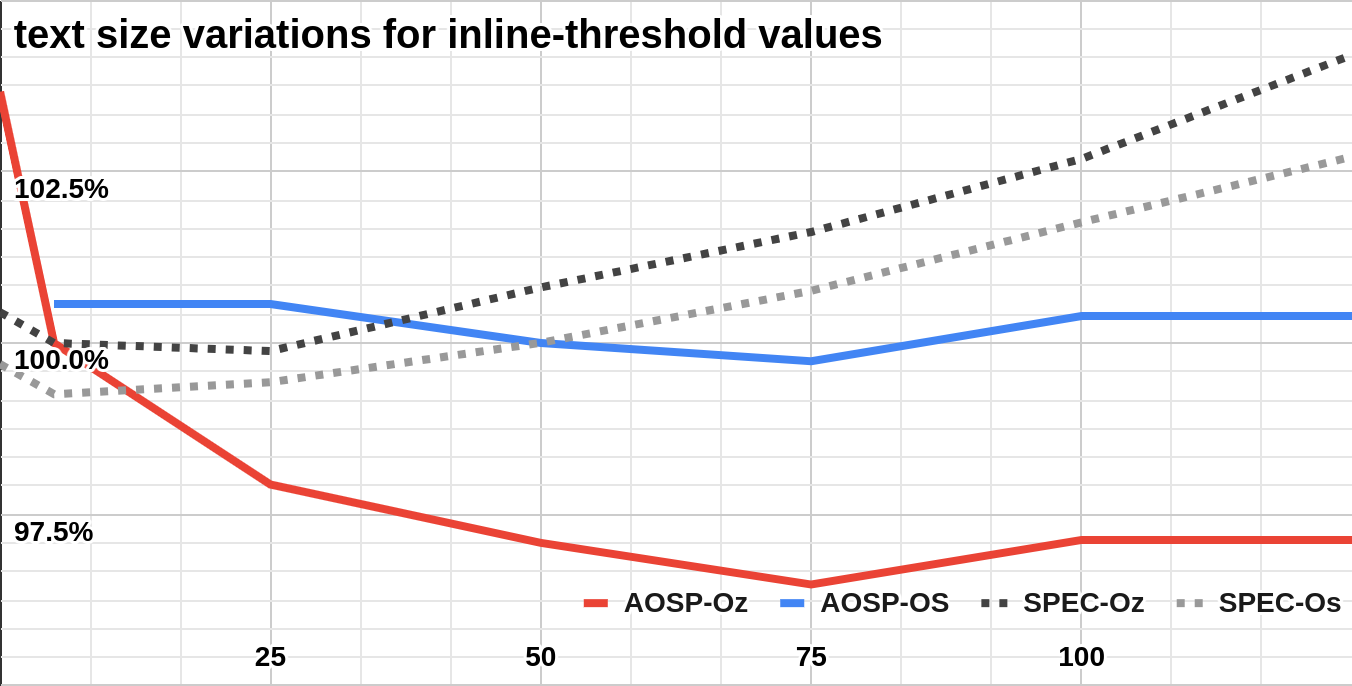 text size variations for inline-threshold values
102.5%
100.0%
97.5%
AOSP-Oz AOSP-OS SPEC-Oz SPEC-Os
25 50 75 100